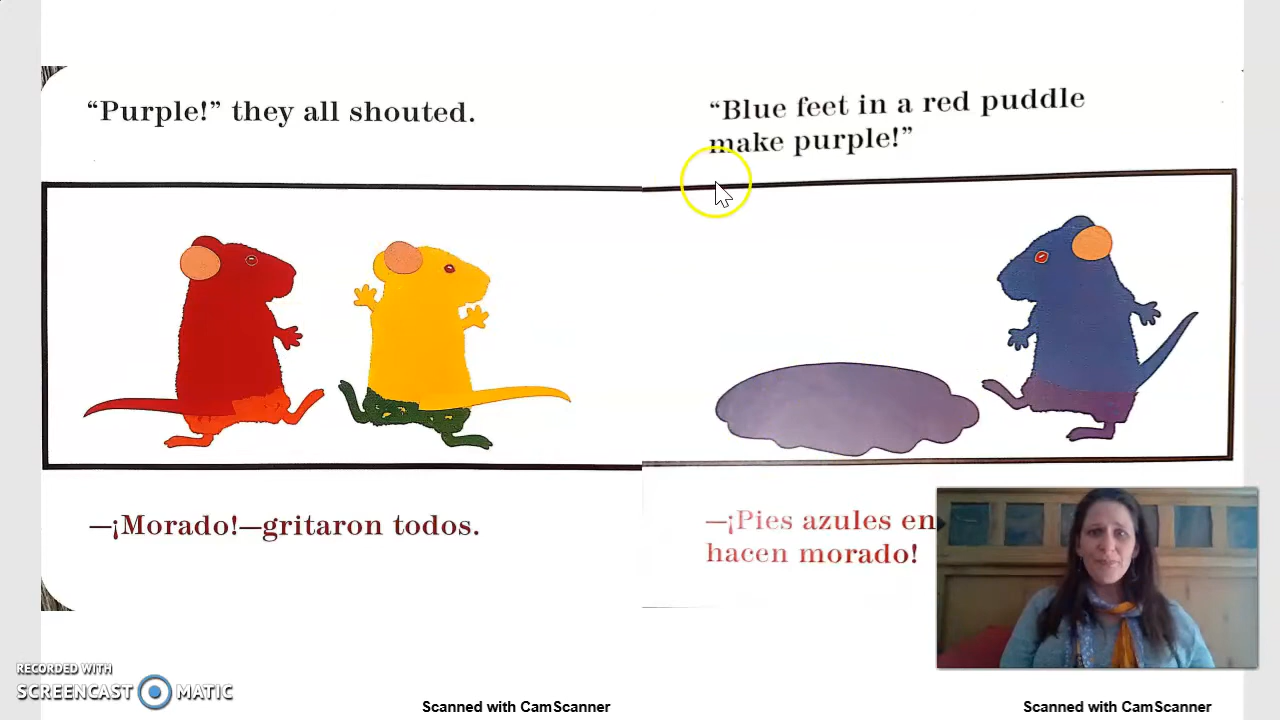 “Purple!” they all shouted.
—¡Morado!—gritaron todos.
“Blue feet in a red puddle
make purple!”
—¡Pies azules en
hacen morado!
RECORDED WITH
SCREENCAST MATIC
Scanned with CamScanner
Scanned with CamScanner